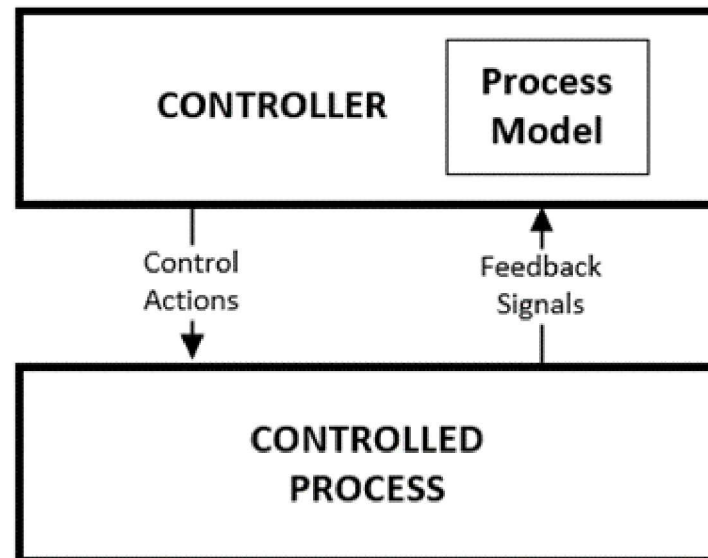 CONTROLLER
Process
Model
Control
Actions
Feedback
Signals
CONTROLLED
PROCESS